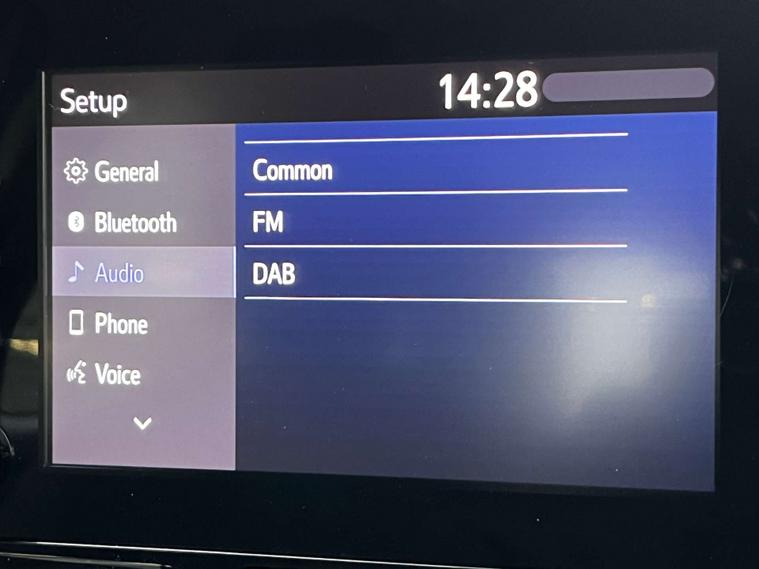 Setup
14:28
General
Bluetooth
Audio
Phone
Voice
Common
FM
DAB